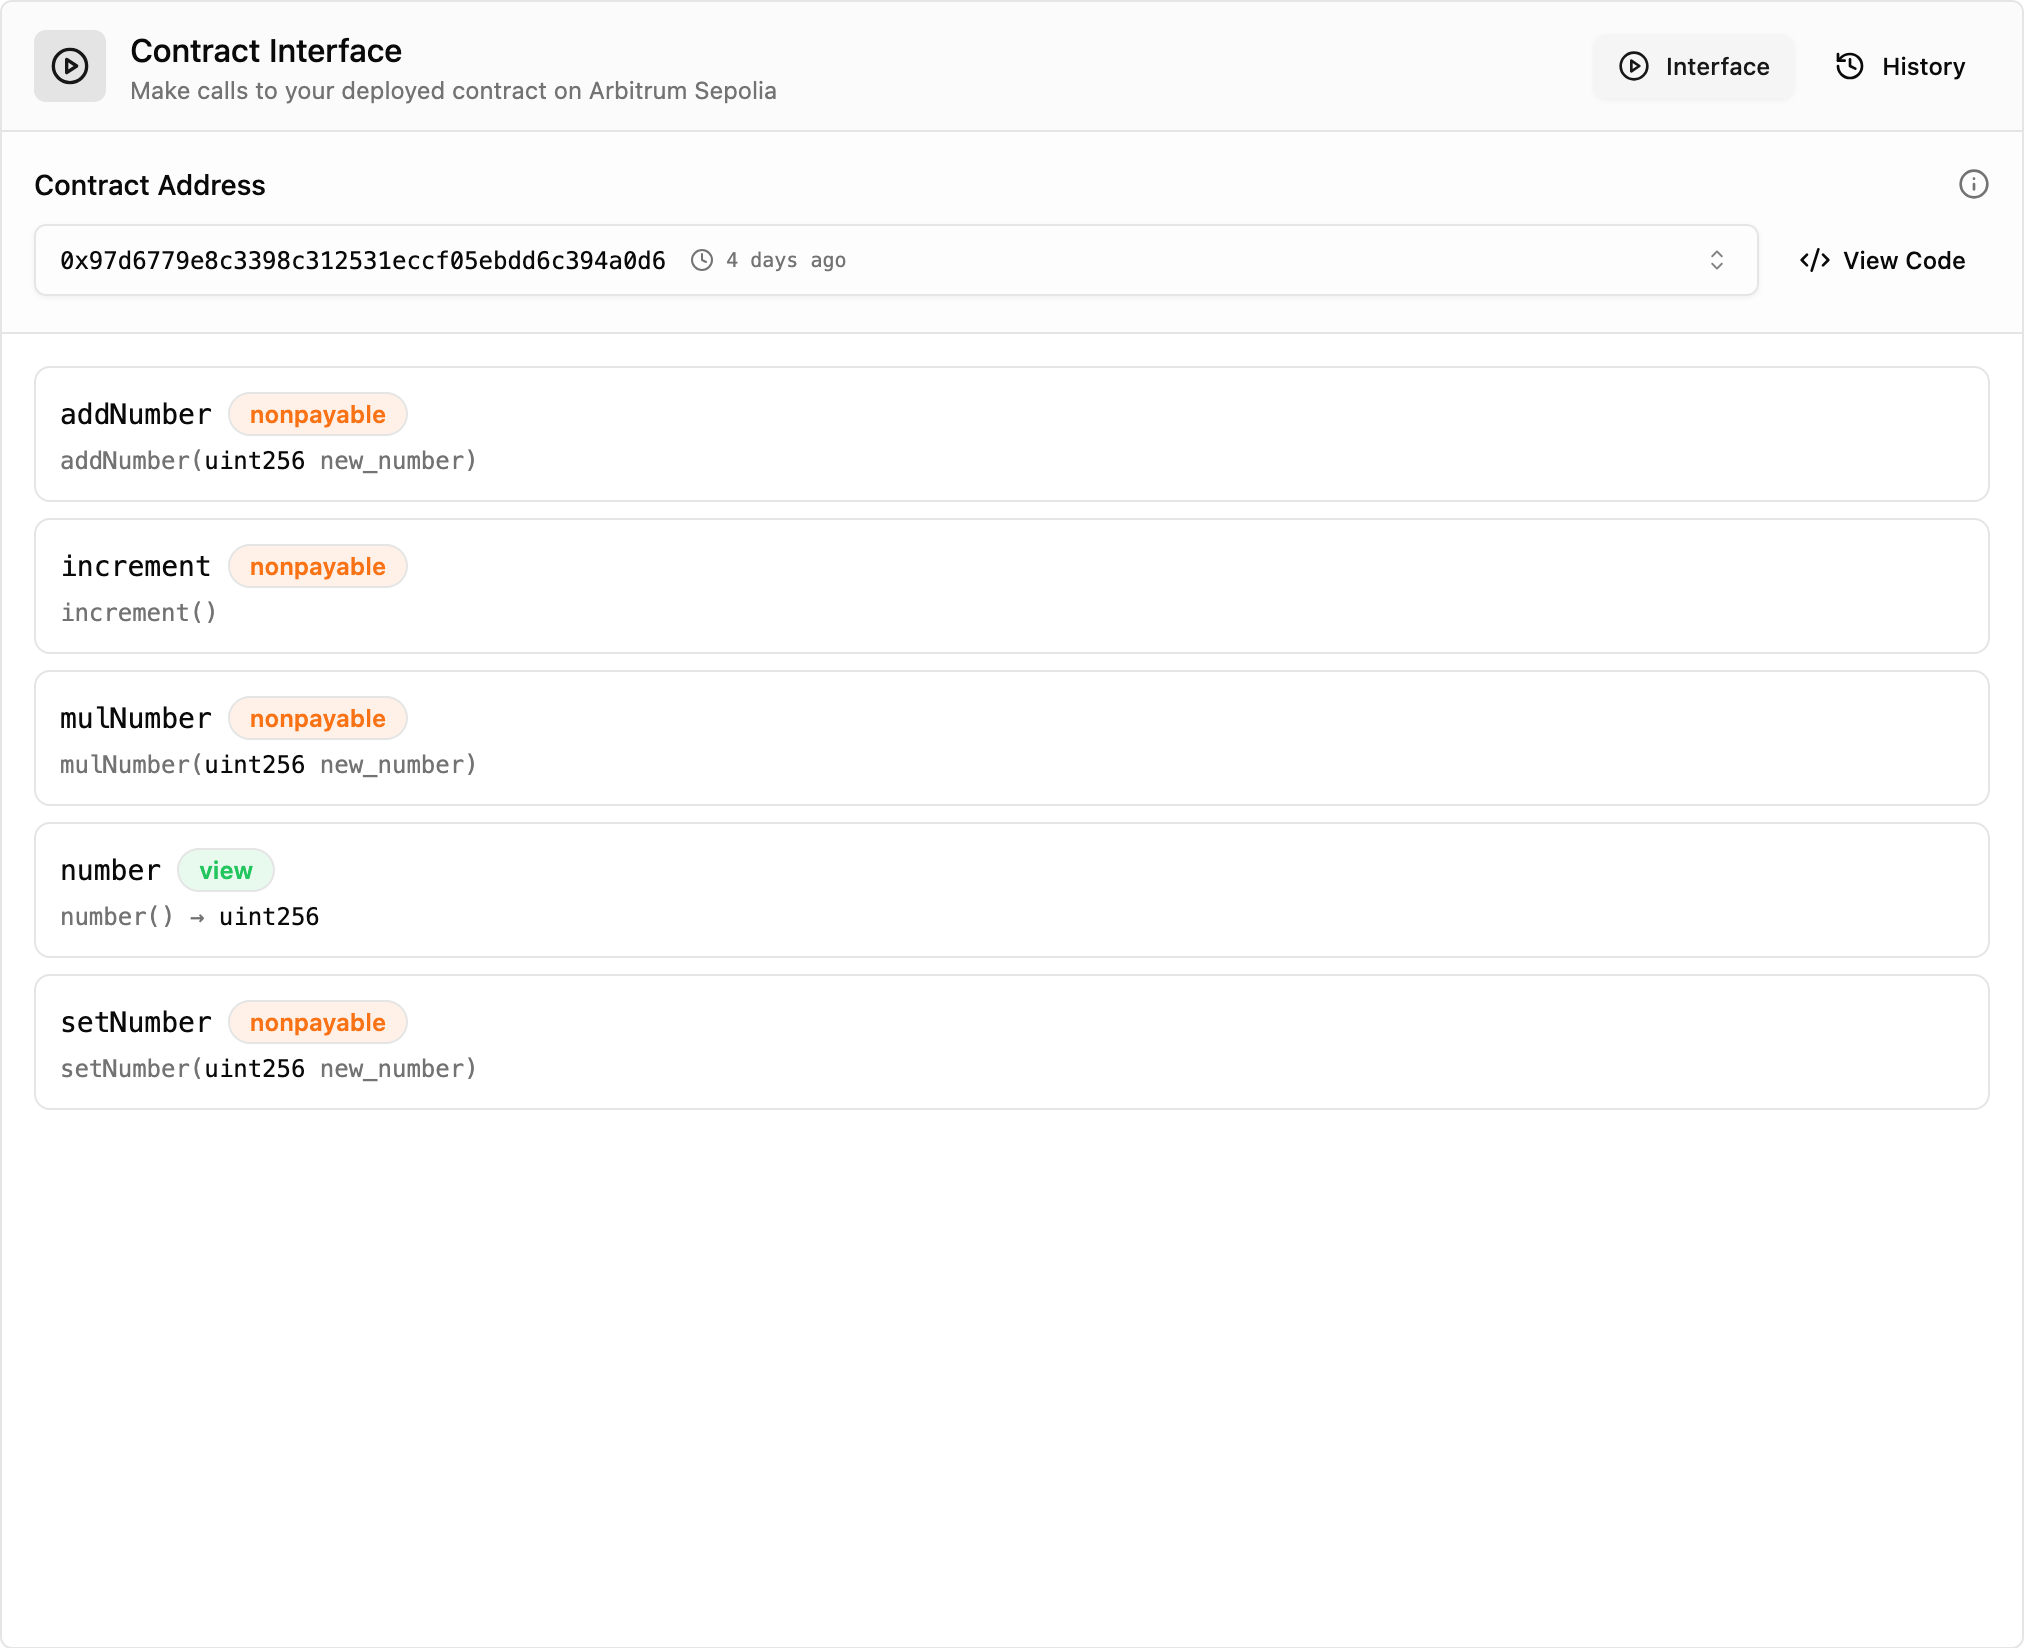 Contract Interface
Make calls to your deployed contract on Arbitrum Sepolia
Interface
History
Contract Address
0x97d6779e8c3398c312531eccf05ebdd6c394a0d6 4 days ago
</> View Code
addNumber nonpayable
addNumber(uint256 new_number)
increment nonpayable
increment()
mulNumber nonpayable
mulNumber(uint256 new_number)
number view
number() → uint256
setNumber nonpayable
setNumber(uint256 new_number)